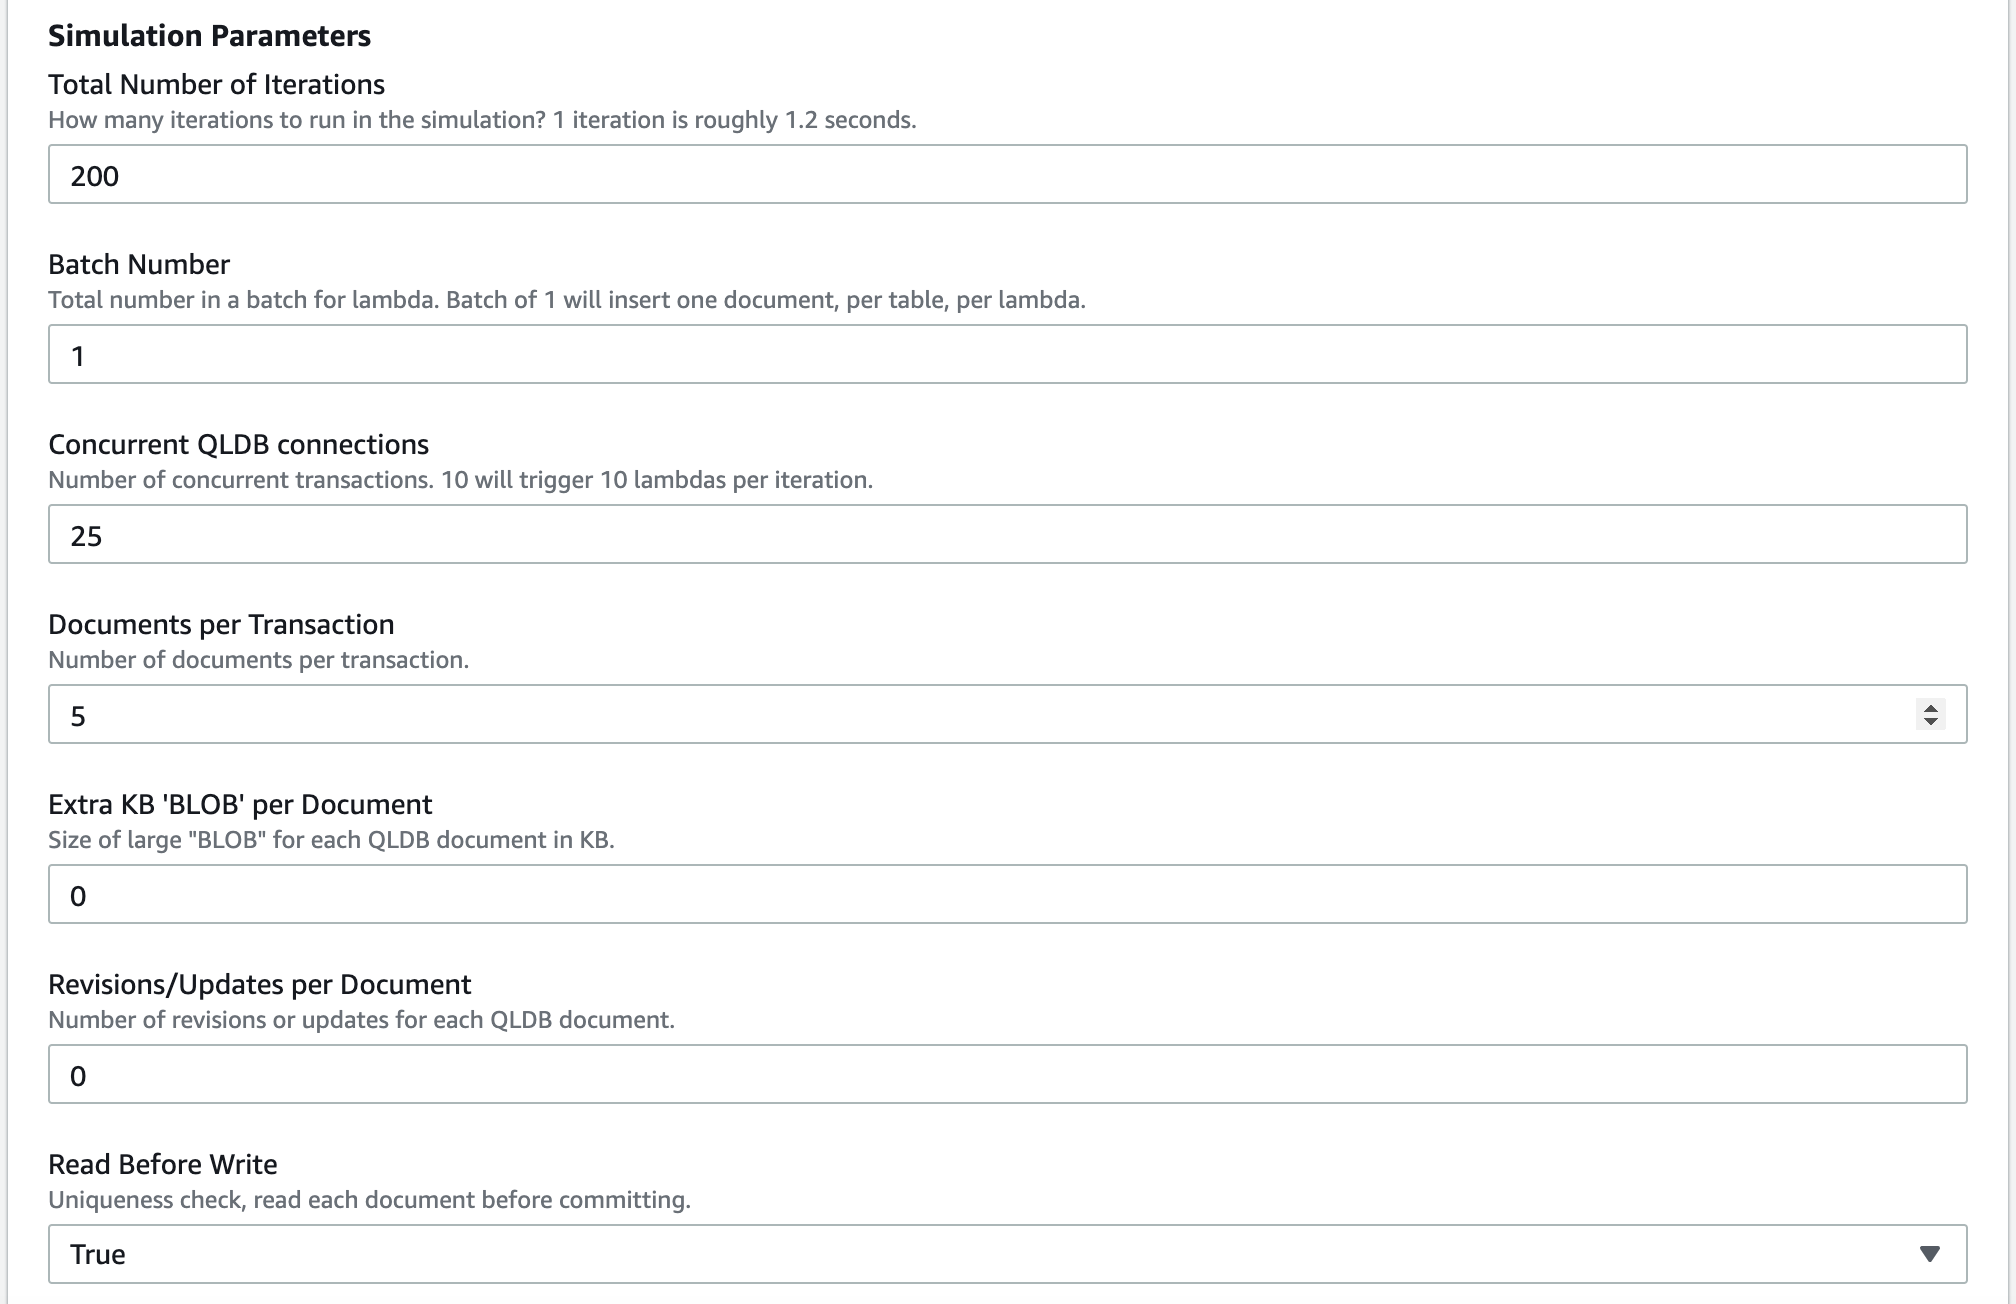 Simulation Parameters
Total Number of Iterations
How many iterations to run in the simulation? 1 iteration is roughly 1.2 seconds.
200
Batch Number
Total number in a batch for lambda. Batch of 1 will insert one document, per table, per lambda.
1
Concurrent QLDB connections
Number of concurrent transactions. 10 will trigger 10 lambdas per iteration.
25
Documents per Transaction
Number of documents per transaction.
5
Extra KB 'BLOB' per Document
Size of large "BLOB" for each QLDB document in KB.
0
Revisions/Updates per Document
Number of revisions or updates for each QLDB document.
0
Read Before Write
Uniqueness check, read each document before committing.
True